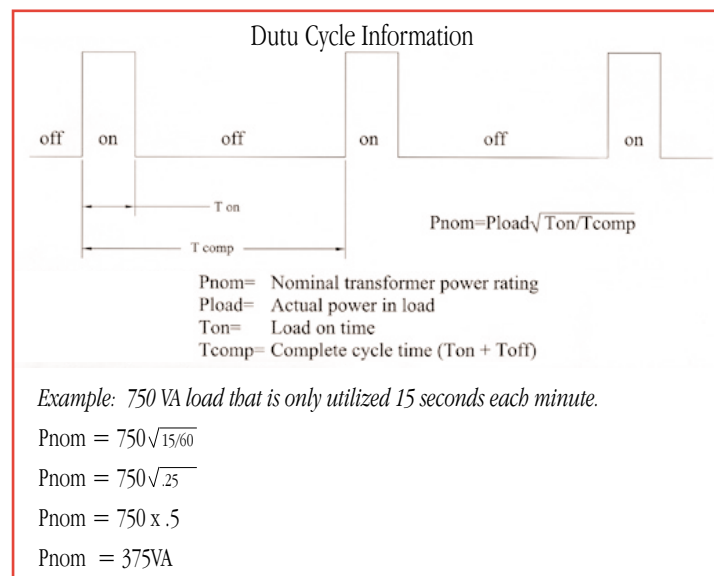 Dutu Cycle Information
off on off on off on
T on
Pnom=Pload√Ton/Tcomp
T comp
Pnom= Nominal transformer power rating
Pload= Actual power in load
Ton= Load on time
Tcomp= Complete cycle time (Ton + Toff)
Example: 750 VA load that is only utilized 15 seconds each minute.
Pnom = 750√15/60
Pnom = 750√.25
Pnom = 750 x .5
Pnom = 375VA